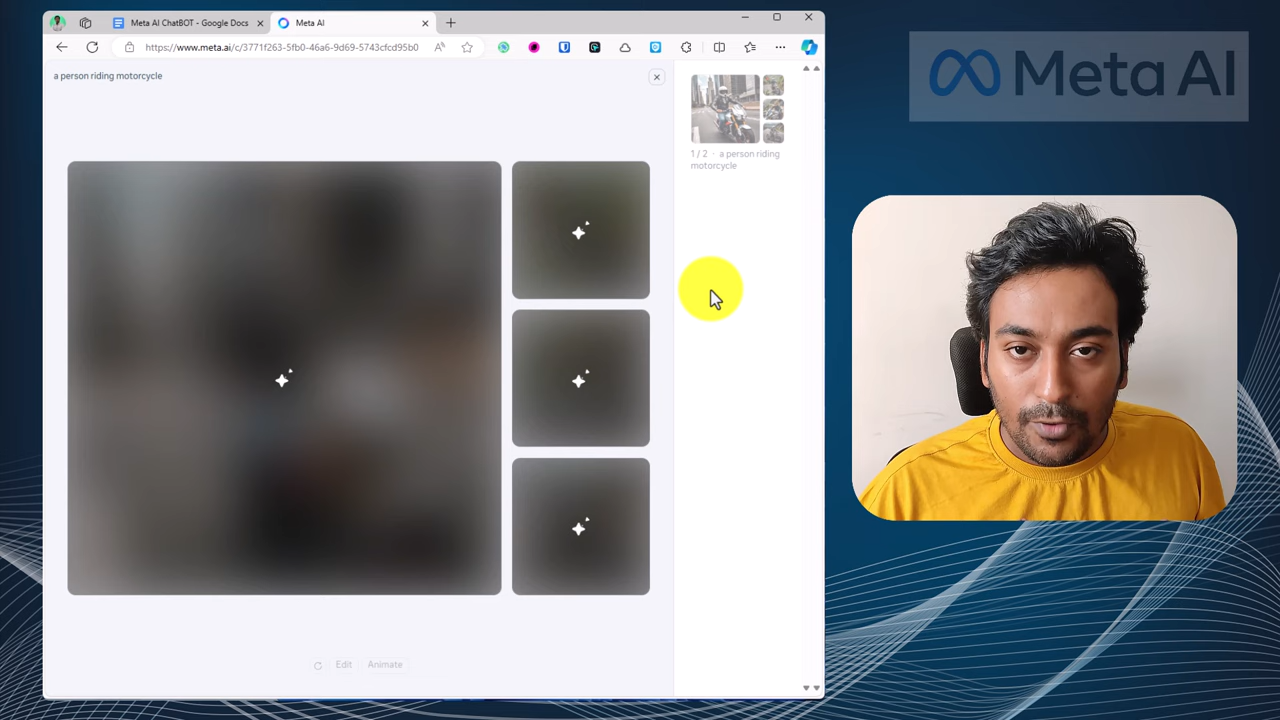 Meta AI ChatBOT - Google Docs
Meta AI
https://www.meta.ai/c/3771f263-5fb0-46a6-9d69-5743cfcd95b0
a person riding motorcycle
1 / 2 · a person riding
motorcycle
Edit
Animate
Meta AI